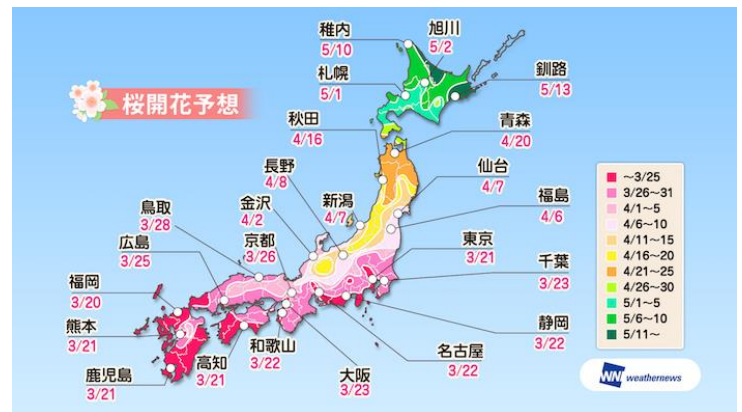 桜開花予想
稚内
5/10
旭川
5/2
札幌
5/1
釧路
5/13
秋田
4/16
青森
4/20
長野
4/8
仙台
4/7
鳥取
3/28
金沢
4/2
新潟
4/7
福島
4/6
広島
3/25
京都
3/26
東京
3/21
千葉
3/23
福岡
3/20
熊本
3/21
静岡
3/22
鹿児島
3/21
高知
3/21
和歌山
3/22
大阪
3/23
名古屋
3/22
~3/25
3/26~31
4/1~5
4/6~10
4/11~15
4/16~20
4/21~25
4/26~30
5/1~5
5/6~10
5/11~
WN weathernews